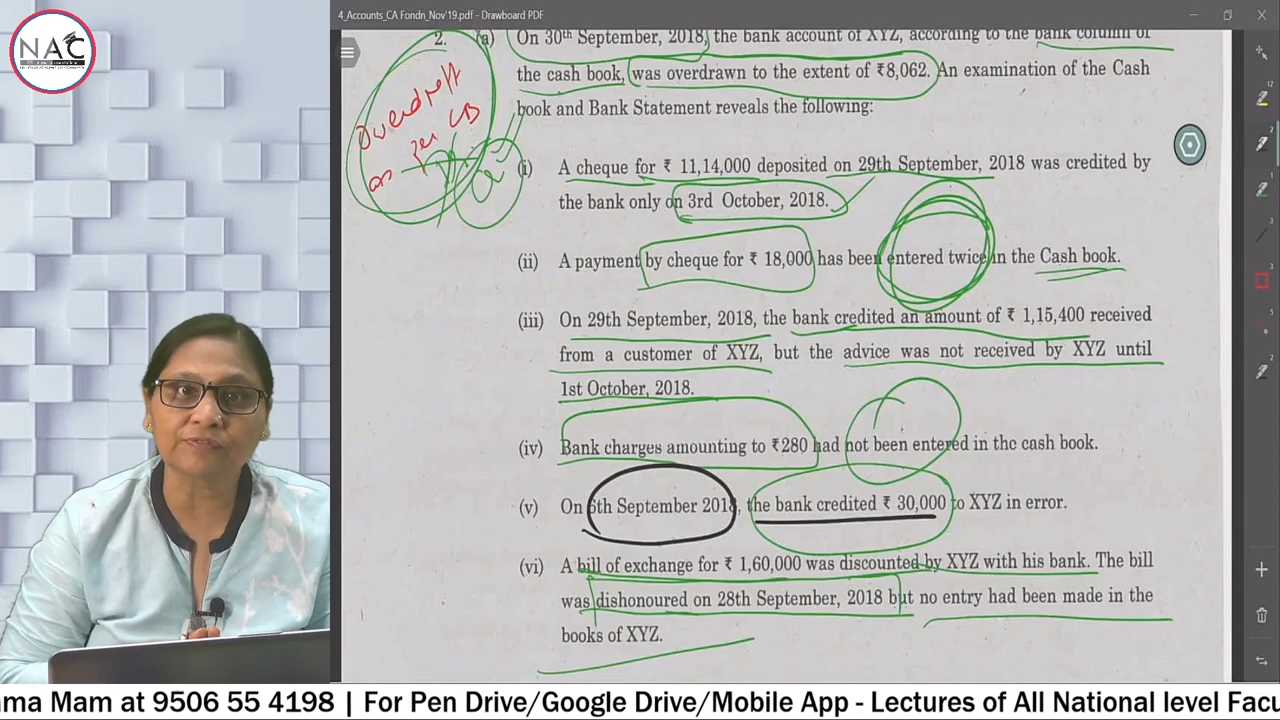 4_Accounts_CA Fondn_Nov'19.pdf - Drawboard PDF
NAC
2. (a) On 30th September, 2018, the bank account of XYZ, according to the bank column of
the cash book, was overdrawn to the extent of ₹8,062. An examination of the Cash
book and Bank Statement reveals the following:
Overdraft
as per CB
(i) A cheque for ₹ 11,14,000 deposited on 29th September, 2018 was credited by
the bank only on 3rd October, 2018.
(ii) A payment by cheque for ₹ 18,000 has been entered twice in the Cash book.
(iii) On 29th September, 2018, the bank credited an amount of ₹ 1,15,400 received
from a customer of XYZ, but the advice was not received by XYZ until
1st October, 2018.
(iv) Bank charges amounting to ₹280 had not been entered in the cash book.
(v) On 6th September 2018, the bank credited ₹ 30,000 to XYZ in error.
(vi) A bill of exchange for ₹ 1,60,000 was discounted by XYZ with his bank. The bill
was dishonoured on 28th September, 2018 but no entry had been made in the
books of XYZ.
ma Mam at 9506 55 4198 | For Pen Drive/Google Drive/Mobile App - Lectures of All National level Facu